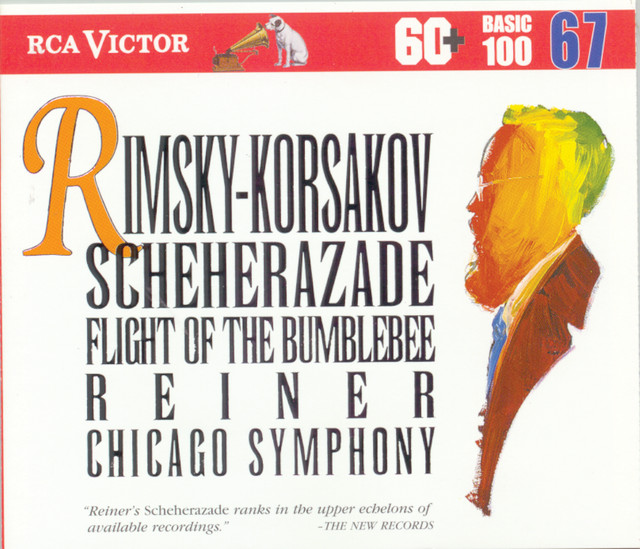 RCA VICTOR
60+
BASIC
100
67
RIMSKY-KORSAKOV
SCHEHERAZADE
FLIGHT OF THE BUMBLEBEE
REINER
CHICAGO SYMPHONY
“Reiner's Scheherazade ranks in the upper echelons of
available recordings.”
–THE NEW RECORDS